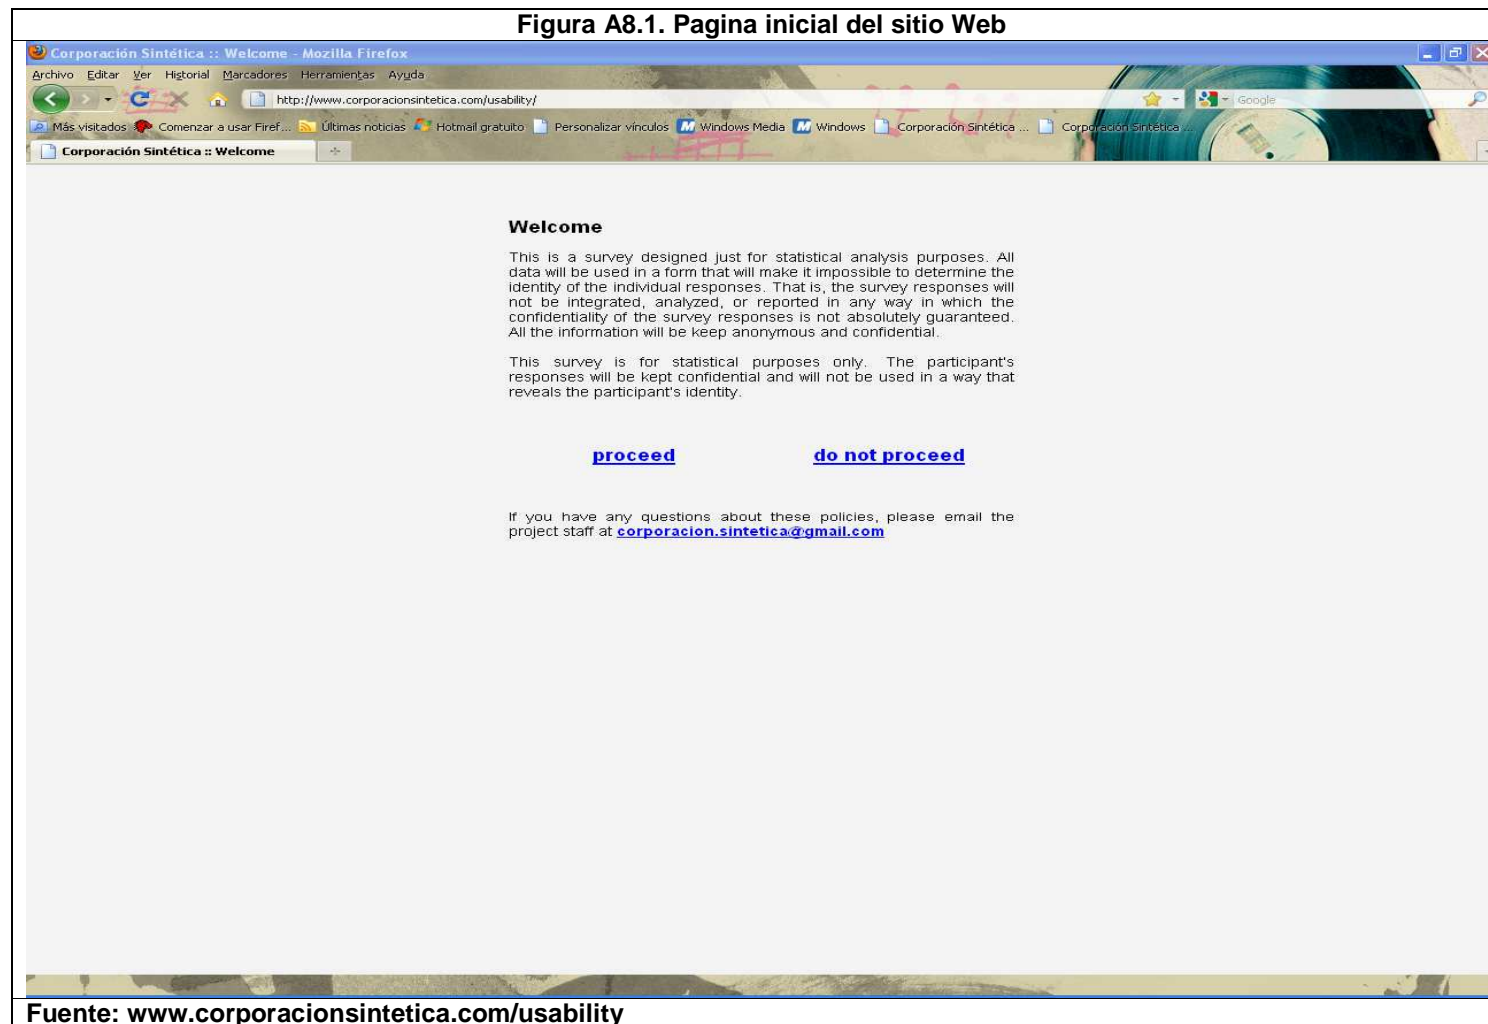 Figura A8.1. Pagina inicial del sitio Web
Corporación Sintética :: Welcome - Mozilla Firefox
Archivo Editar Ver Historial Marcadores Herramientas Ayuda
http://www.corporacionsintetica.com/usability/
Google
Más visitados Comenzar a usar Firef... Últimas noticias Hotmail gratuito Personalizar vínculos Windows Media Windows Corporación Sintética ... Corporación Sintética ...
Corporación Sintética :: Welcome
Welcome
This is a survey designed just for statistical analysis purposes. All
data will be used in a form that will make it impossible to determine the
identity of the individual responses. That is, the survey responses will
not be integrated, analyzed, or reported in any way in which the
confidentiality of the survey responses is not absolutely guaranteed.
All the information will be keep anonymous and confidential.
This survey is for statistical purposes only. The participant's
responses will be kept confidential and will not be used in a way that
reveals the participant's identity.
proceed do not proceed
If you have any questions about these policies, please email the
project staff at corporacion.sintetica@gmail.com
Fuente: www.corporacionsintetica.com/usability